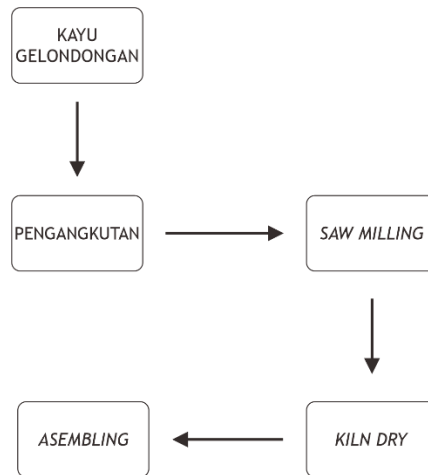 KAYU
GELONDONGAN
PENGANGKUTAN
SAW MILLING
KILN DRY
ASEMBLING